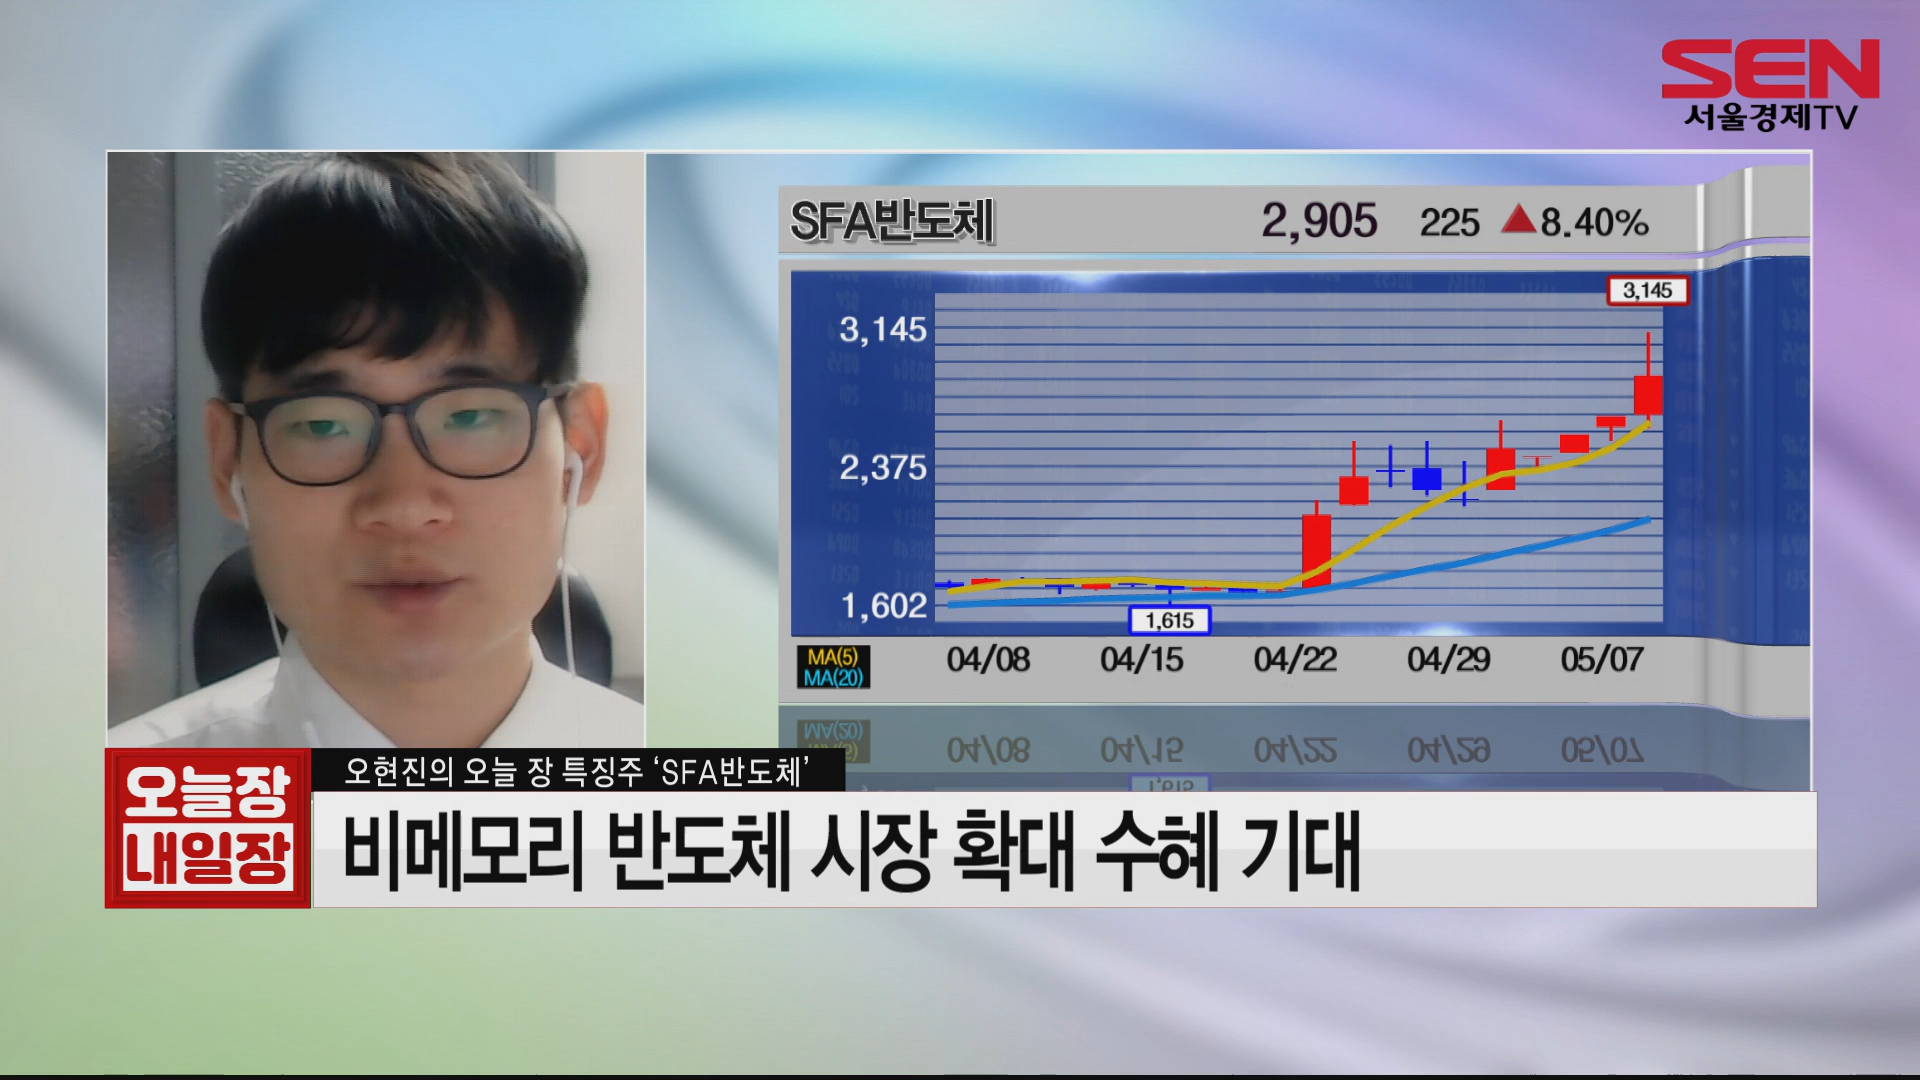 SEN
서울경제TV
SFA반도체 2,905 225 ▲8.40%
3,145
3,145
2,375
1,602
1,615
MA(5)
MA(20)
04/08 04/15 04/22 04/29 05/07
오늘장
내일장
오현진의 오늘 장 특징주 ‘SFA반도체’
비메모리 반도체 시장 확대 수혜 기대